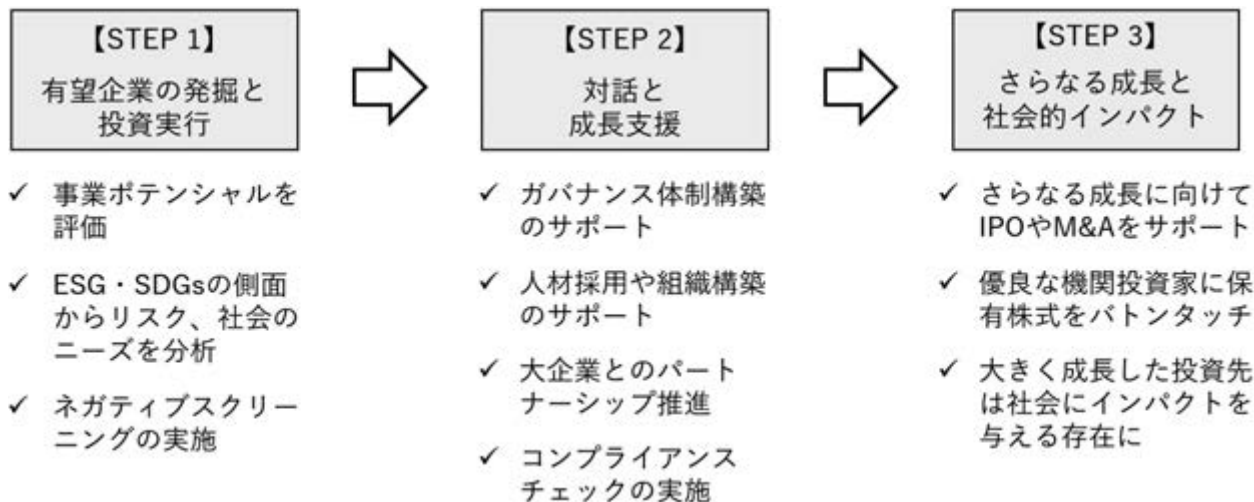 【STEP 1】
有望企業の発掘と
投資実行
✓ 事業ポテンシャルを
評価
✓ ESG・SDGsの側面
からリスク、社会の
ニーズを分析
✓ ネガティブスクリー
ニングの実施
【STEP 2】
対話と
成長支援
✓ ガバナンス体制構築
のサポート
✓ 人材採用や組織構築
のサポート
✓ 大企業とのパート
ナーシップ推進
✓ コンプライアンス
チェックの実施
【STEP 3】
さらなる成長と
社会的インパクト
✓ さらなる成長に向けて
IPOやM&Aをサポート
✓ 優良な機関投資家に保
有株式をバトンタッチ
✓ 大きく成長した投資先
は社会にインパクトを
与える存在に